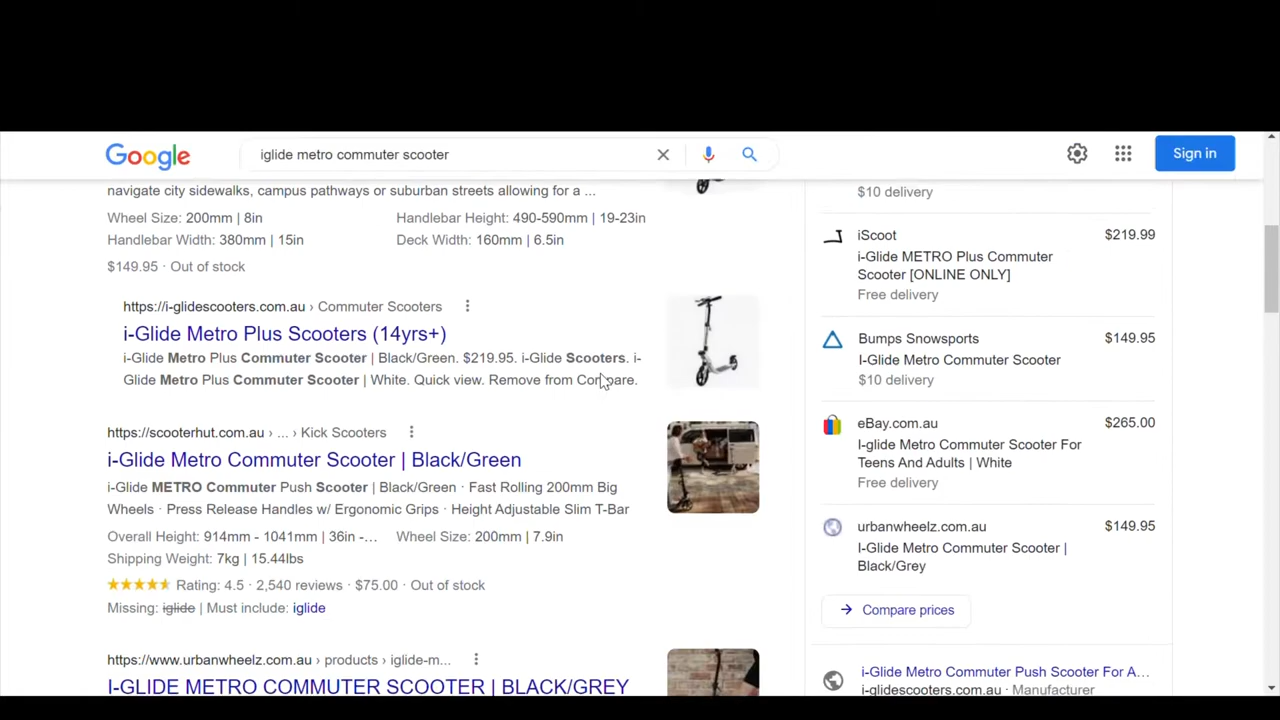 Google
iglide metro commuter scooter
Sign in
navigate city sidewalks, campus pathways or suburban streets allowing for a ...
Wheel Size: 200mm | 8in
Handlebar Height: 490-590mm | 19-23in
Handlebar Width: 380mm | 15in
Deck Width: 160mm | 6.5in
$149.95 · Out of stock
https://i-glidescooters.com.au › Commuter Scooters
i-Glide Metro Plus Scooters (14yrs+)
i-Glide Metro Plus Commuter Scooter | Black/Green. $219.95. i-Glide Scooters. i-
Glide Metro Plus Commuter Scooter | White. Quick view. Remove from Compare.
https://scooterhut.com.au › ... › Kick Scooters
i-Glide Metro Commuter Scooter | Black/Green
i-Glide METRO Commuter Push Scooter | Black/Green · Fast Rolling 200mm Big
Wheels · Press Release Handles w/ Ergonomic Grips · Height Adjustable Slim T-Bar
Overall Height: 914mm - 1041mm | 36in -...
Wheel Size: 200mm | 7.9in
Shipping Weight: 7kg | 15.44lbs
Rating: 4.5 · 2,540 reviews · $75.00 · Out of stock
Missing: iglide | Must include: iglide
https://www.urbanwheelz.com.au › products › iglide-m...
I-GLIDE METRO COMMUTER SCOOTER | BLACK/GREY
$10 delivery
iScoot
$219.99
i-Glide METRO Plus Commuter
Scooter [ONLINE ONLY]
Free delivery
Bumps Snowsports
$149.95
I-Glide Metro Commuter Scooter
$10 delivery
eBay.com.au
$265.00
I-glide Metro Commuter Scooter For
Teens And Adults | White
Free delivery
urbanwheelz.com.au
$149.95
I-Glide Metro Commuter Scooter |
Black/Grey
Compare prices
i-Glide Metro Commuter Push Scooter For A...
i-glidescooters.com.au · Manufacturer